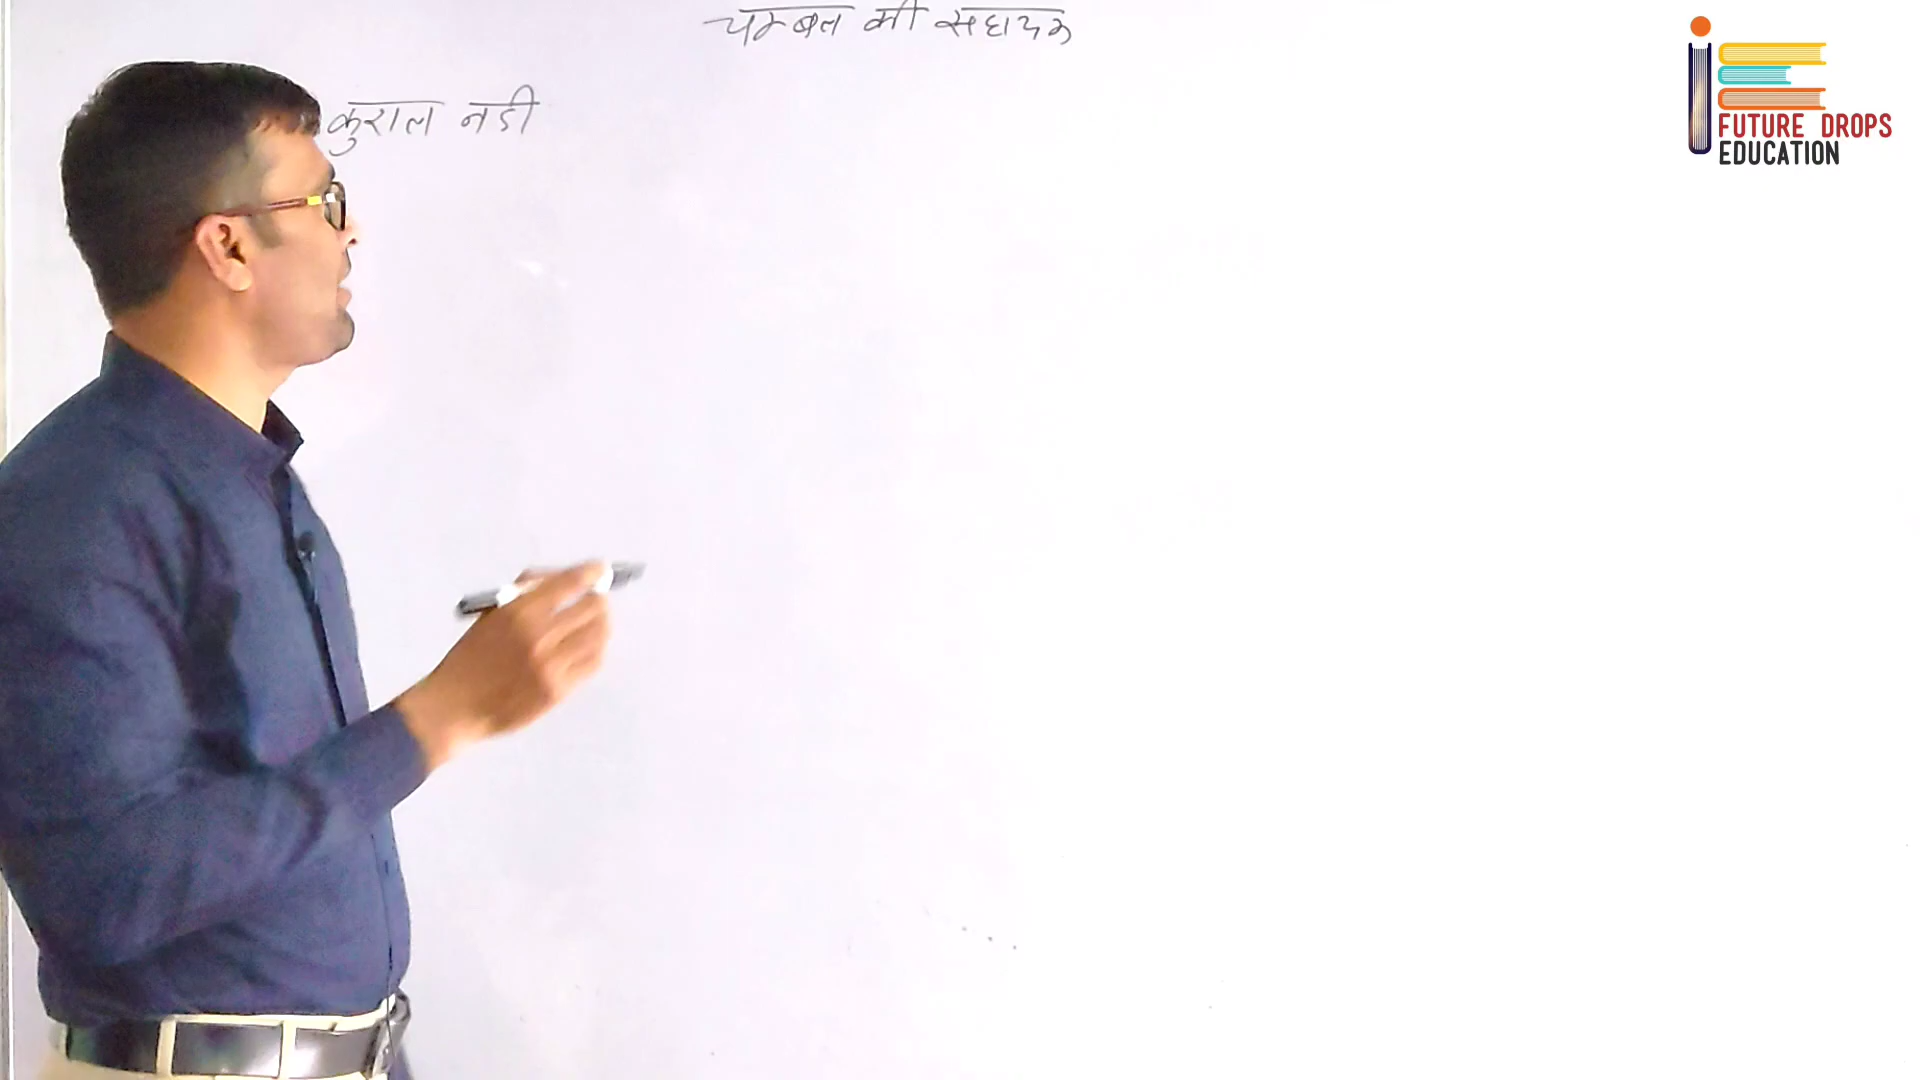 चम्बल की सहायक
कुराल नदी
FUTURE DROPS
EDUCATION